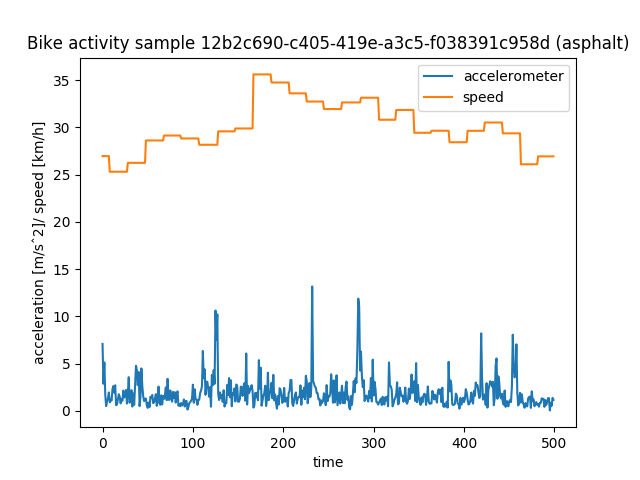 Bike activity sample 12b2c690-c405-419e-a3c5-f038391c958d (asphalt)
accelerometer
speed
35
30
25
20
15
10
5
0
acceleration [m/s^2]/ speed [km/h]
0 100 200 300 400 500
time